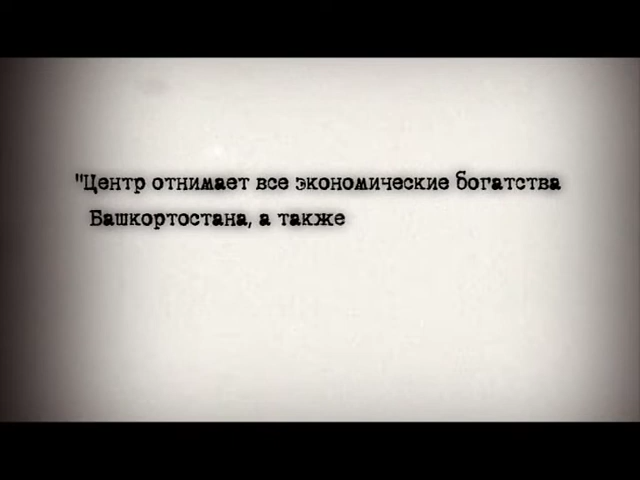 "Центр отнимает все экономические богатства
Башкортостана, а также